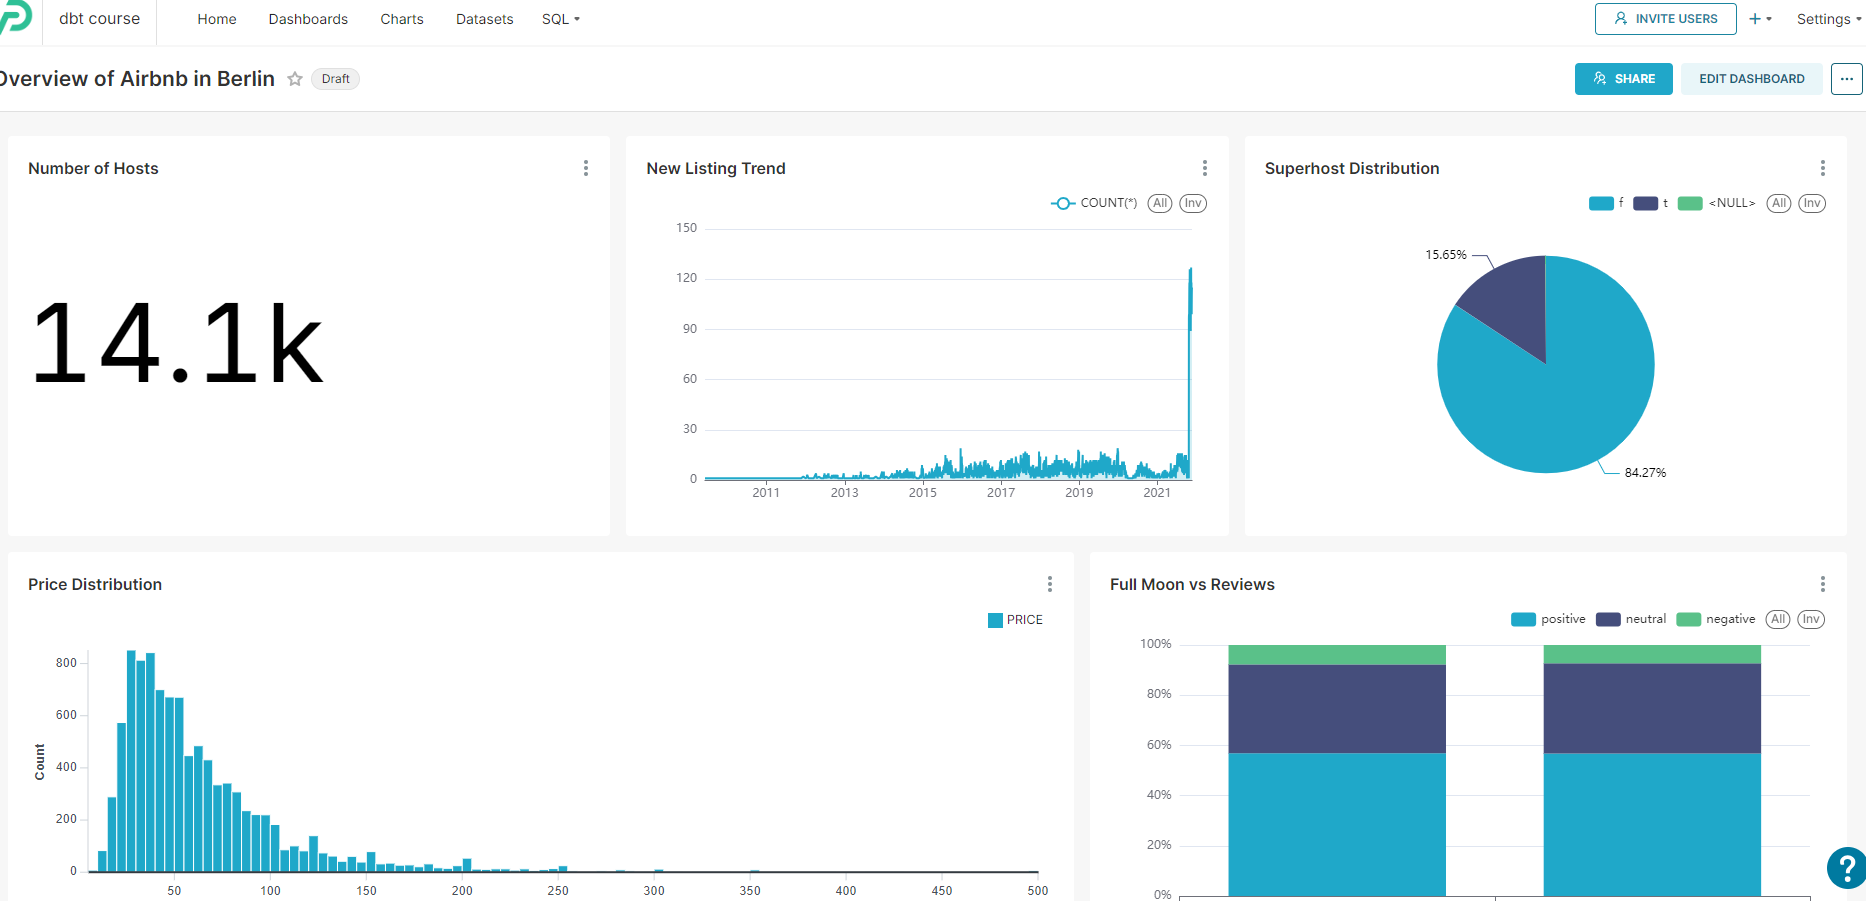 dbt course
Home
Dashboards
Charts
Datasets
SQL
INVITE USERS
+
Settings
Overview of Airbnb in Berlin
Draft
SHARE
EDIT DASHBOARD
...
Number of Hosts
14.1k
New Listing Trend
COUNT(*)
All
Inv
150
120
90
60
30
0
2011
2013
2015
2017
2019
2021
Superhost Distribution
f
t
<NULL>
All
Inv
15.65%
84.27%
Price Distribution
PRICE
Count
800
600
400
200
0
50
100
150
200
250
300
350
400
450
500
Full Moon vs Reviews
positive
neutral
negative
All
Inv
100%
80%
60%
40%
20%
0%
?